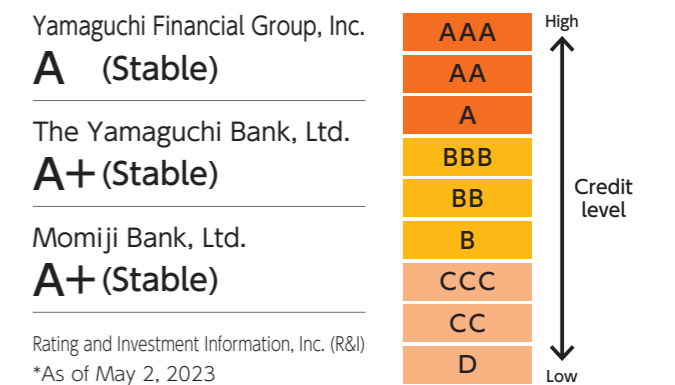 Yamaguchi Financial Group, Inc.
A (Stable)
The Yamaguchi Bank, Ltd.
A+ (Stable)
Momiji Bank, Ltd.
A+ (Stable)
Rating and Investment Information, Inc. (R&I)
*As of May 2, 2023
AAA
AA
A
BBB
BB
B
CCC
CC
D
High
Credit
level
Low